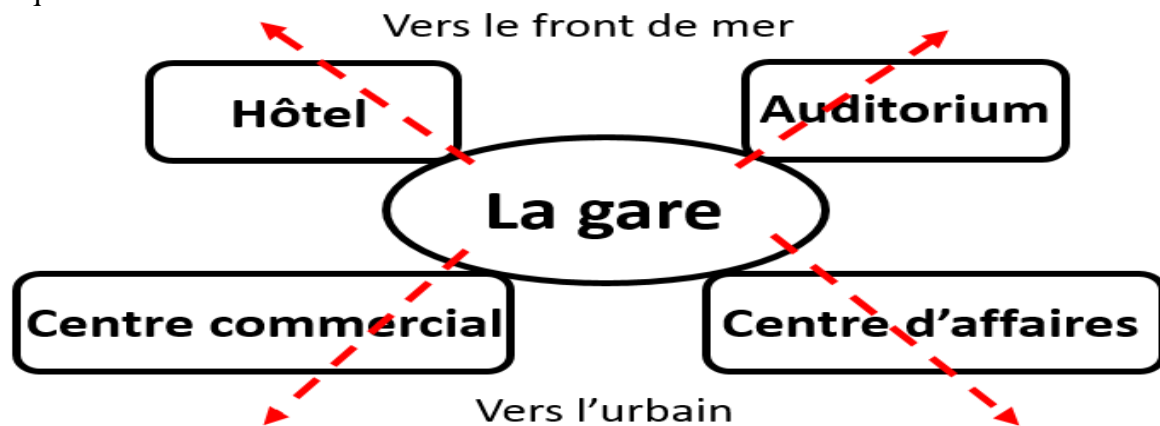 Vers le front de mer
Hôtel
Auditorium
La gare
Centre commercial
Centre d’affaires
Vers l’urbain